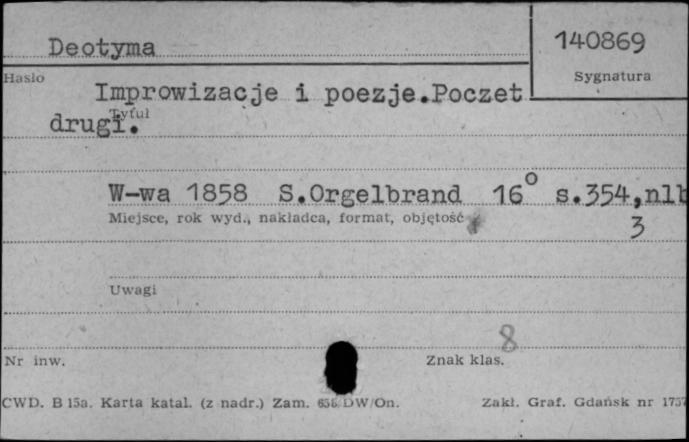 Deotyma
140869
Hasło
Sygnatura
Improwizacje i poezje.Poczet
Tytuł
drugi.
W-wa 1858 S.Orgelbrand 16° s.354,nlb
Miejsce, rok wyd., nakładca, format, objętość
3
Uwagi
8
Nr inw.
Znak klas.
CWD. B 15a. Karta katal. (z nadr.) Zam. DW/On.
Zakł. Graf. Gdańsk nr 1757